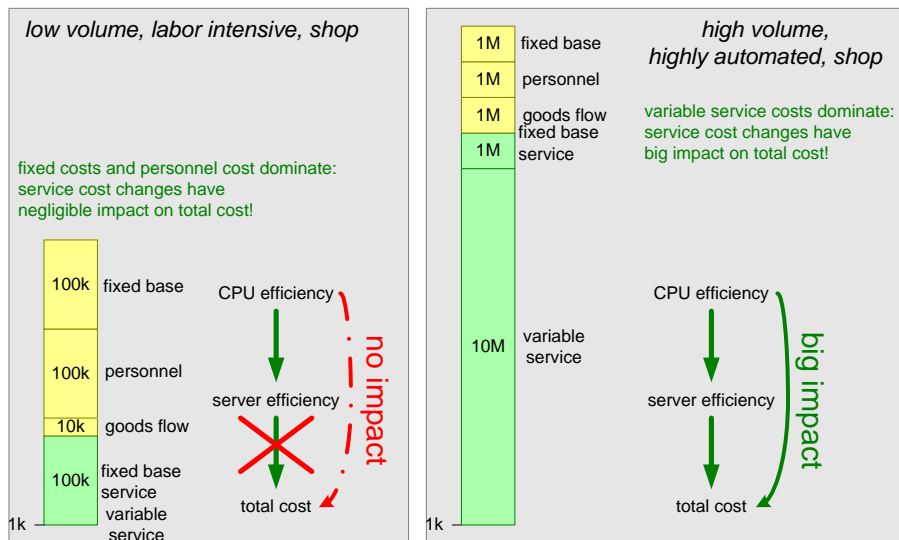 low volume, labor intensive, shop
fixed costs and personnel cost dominate:
service cost changes have
negligible impact on total cost!
100k
fixed base
100k
personnel
10k
goods flow
100k
fixed base
service
1k
variable
service
CPU efficiency
server efficiency
total cost
no impact
high volume,
highly automated, shop
variable service costs dominate:
service cost changes have
big impact on total cost!
1M
fixed base
1M
personnel
1M
goods flow
1M
fixed base
service
10M
variable
service
1k
CPU efficiency
server efficiency
total cost
big impact